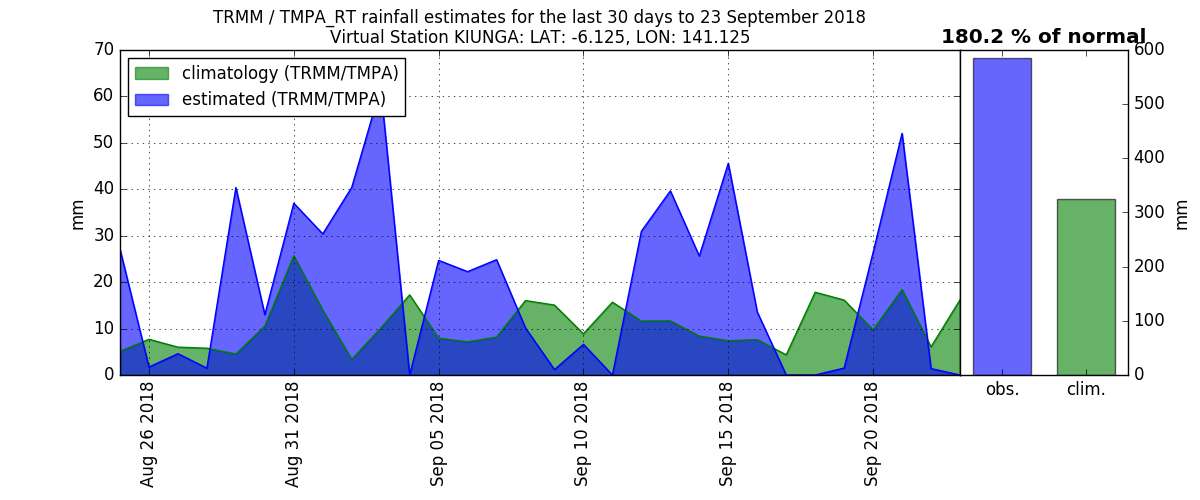 TRMM / TMPA_RT rainfall estimates for the last 30 days to 23 September 2018
Virtual Station KIUNGA: LAT: -6.125, LON: 141.125
180.2 % of normal
climatology (TRMM/TMPA)
estimated (TRMM/TMPA)
70
60
50
40
30
20
10
0
mm
Aug 26 2018
Aug 31 2018
Sep 05 2018
Sep 10 2018
Sep 15 2018
Sep 20 2018
600
500
400
300
200
100
0
mm
obs.
clim.